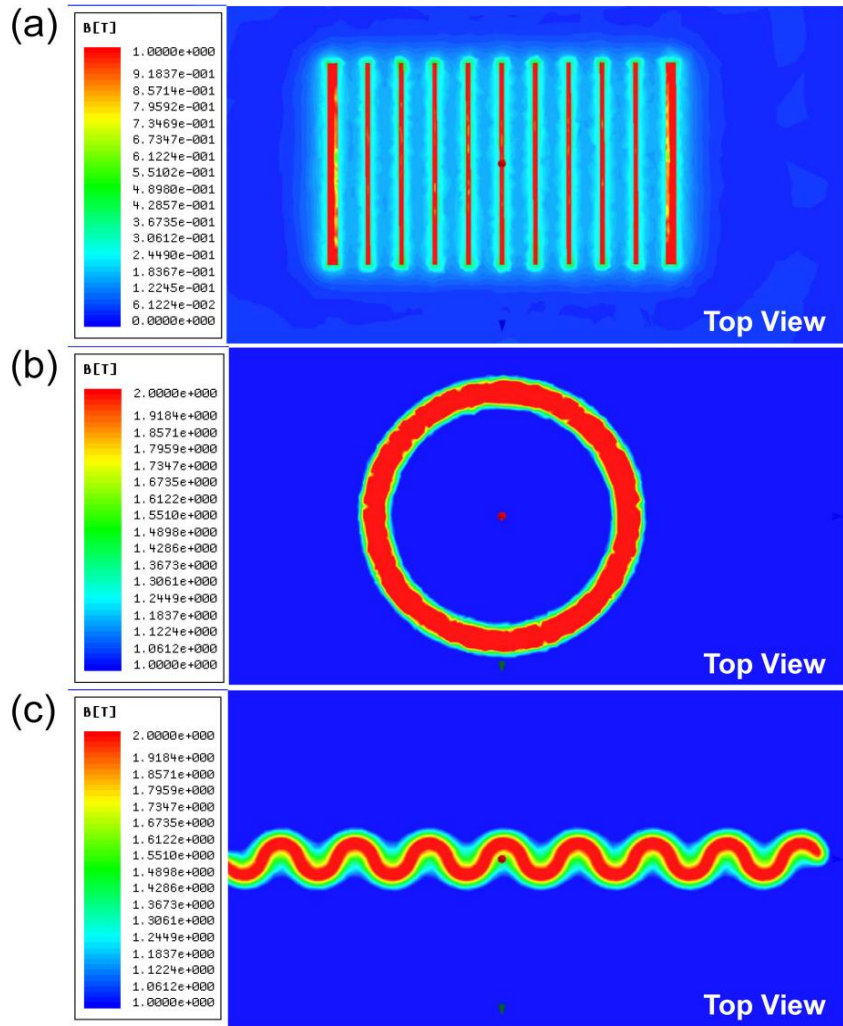 (a)
B[T]
1.0000e+000
9.1837e-001
8.5714e-001
7.9592e-001
7.3469e-001
6.7347e-001
6.1224e-001
5.5102e-001
4.8980e-001
4.2857e-001
3.6735e-001
3.0612e-001
2.4490e-001
1.8367e-001
1.2245e-001
6.1224e-002
0.0000e+000
Top View
(b)
B[T]
2.0000e+000
1.9184e+000
1.8571e+000
1.7959e+000
1.7347e+000
1.6735e+000
1.6122e+000
1.5510e+000
1.4898e+000
1.4286e+000
1.3673e+000
1.3061e+000
1.2449e+000
1.1837e+000
1.1224e+000
1.0612e+000
1.0000e+000
Top View
(c)
B[T]
2.0000e+000
1.9184e+000
1.8571e+000
1.7959e+000
1.7347e+000
1.6735e+000
1.6122e+000
1.5510e+000
1.4898e+000
1.4286e+000
1.3673e+000
1.3061e+000
1.2449e+000
1.1837e+000
1.1224e+000
1.0612e+000
1.0000e+000
Top View